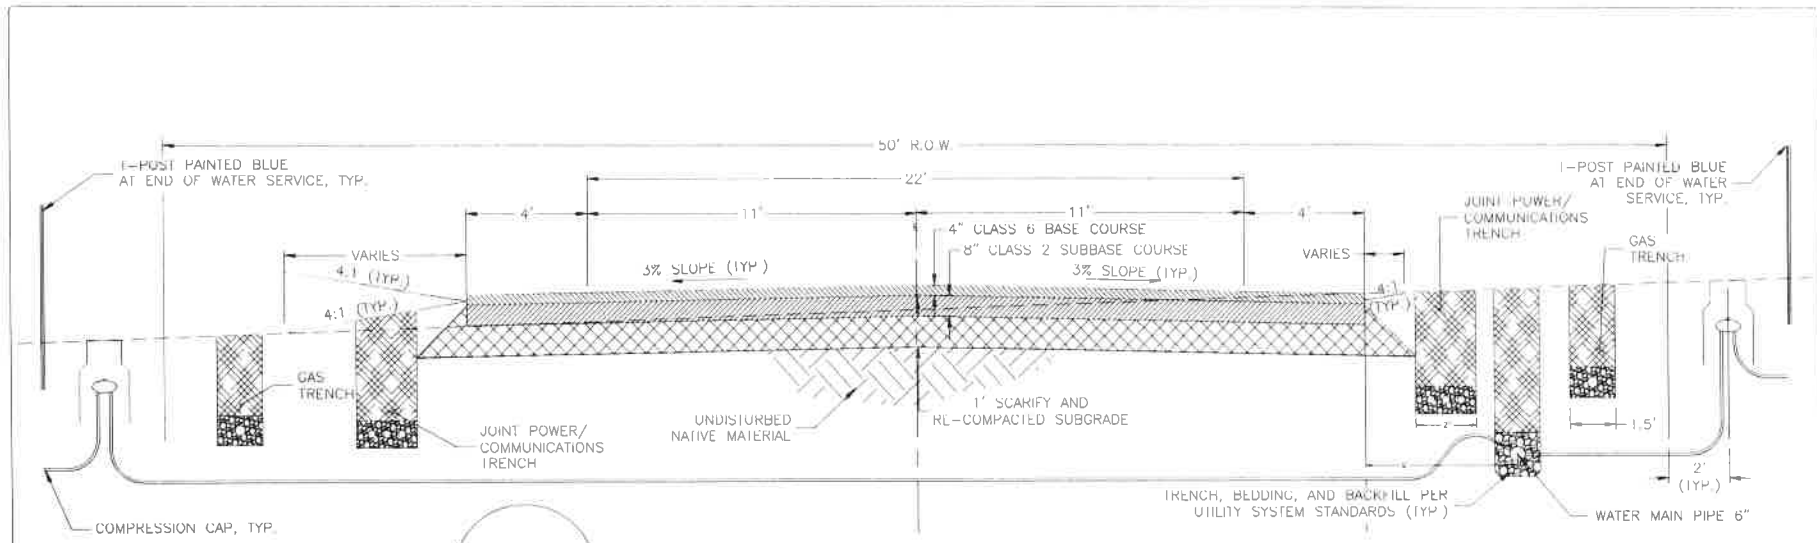 50' R.O.W.
T-POST PAINTED BLUE
AT END OF WATER SERVICE, TYP.
22'
T-POST PAINTED BLUE
AT END OF WATER
SERVICE, TYP.
4'
11'
11'
4'
JOINT POWER/
COMMUNICATIONS
TRENCH
4" CLASS 6 BASE COURSE
8" CLASS 2 SUBBASE COURSE
GAS
TRENCH
VARIES
VARIES
4:1 (TYP.)
3% SLOPE (TYP.)
3% SLOPE (TYP.)
4:1 (TYP.)
4:1
(TYP.)
GAS
TRENCH
1' SCARIFY AND
RE-COMPACTED SUBGRADE
UNDISTURBED
NATIVE MATERIAL
JOINT POWER/
COMMUNICATIONS
TRENCH
2'
1.5'
2'
(TYP.)
TRENCH, BEDDING, AND BACKFILL PER
UTILITY SYSTEM STANDARDS (TYP.)
WATER MAIN PIPE 6"
COMPRESSION CAP, TYP.